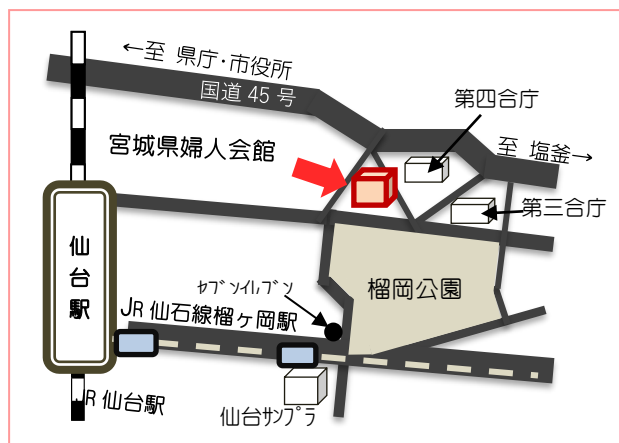 ←至 県庁・市役所
国道 45 号
第四合庁
宮城県婦人会館
至 塩釜→
第三合庁
仙台駅
榴岡公園
ｾﾌﾞﾝｲﾚﾌﾞﾝ
JR 仙石線榴ヶ岡駅
JR 仙台駅
仙台ｻﾝﾌﾟﾗ